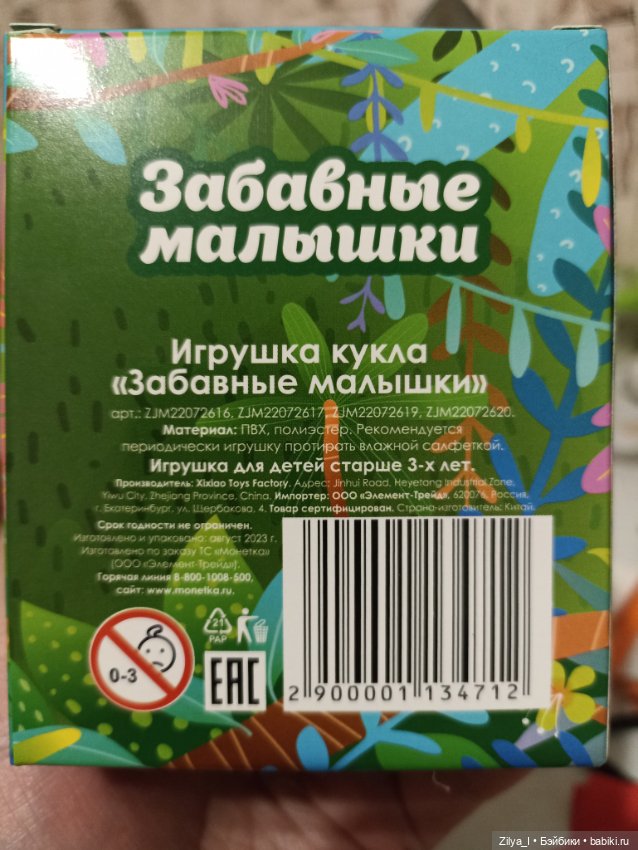 Забавные
малышки
Игрушка кукла
«Забавные малышки»
арт.: ZJM22072616, ZJM22072617, ZJM22072619, ZJM22072620.
Материал: ПВХ, полиэстер. Рекомендуется
периодически игрушку протирать влажной салфеткой.
Игрушка для детей старше 3-х лет.
Производитель: Xixiao Toys Factory. Адрес: Jinhui Road, Heyetang Industrial Zone,
Yiwu City, Zhejiang Province, China. Импортер: ООО «Элемент-Трейд», 620076, Россия,
г. Екатеринбург, ул. Щербакова, 4. Товар сертифицирован. Страна-изготовитель: Китай.
Срок годности не ограничен.
Изготовлено и упаковано: август 2023 г.
Изготовлено по заказу ТС «Монетка»
(ООО «Элемент-Трейд»).
Горячая линия 8-800-1008-500,
сайт: www.monetka.ru.
0-3
21
PAP
EAC
2 900001 134712
Zilya_I • Бэйбики • babiki.ru